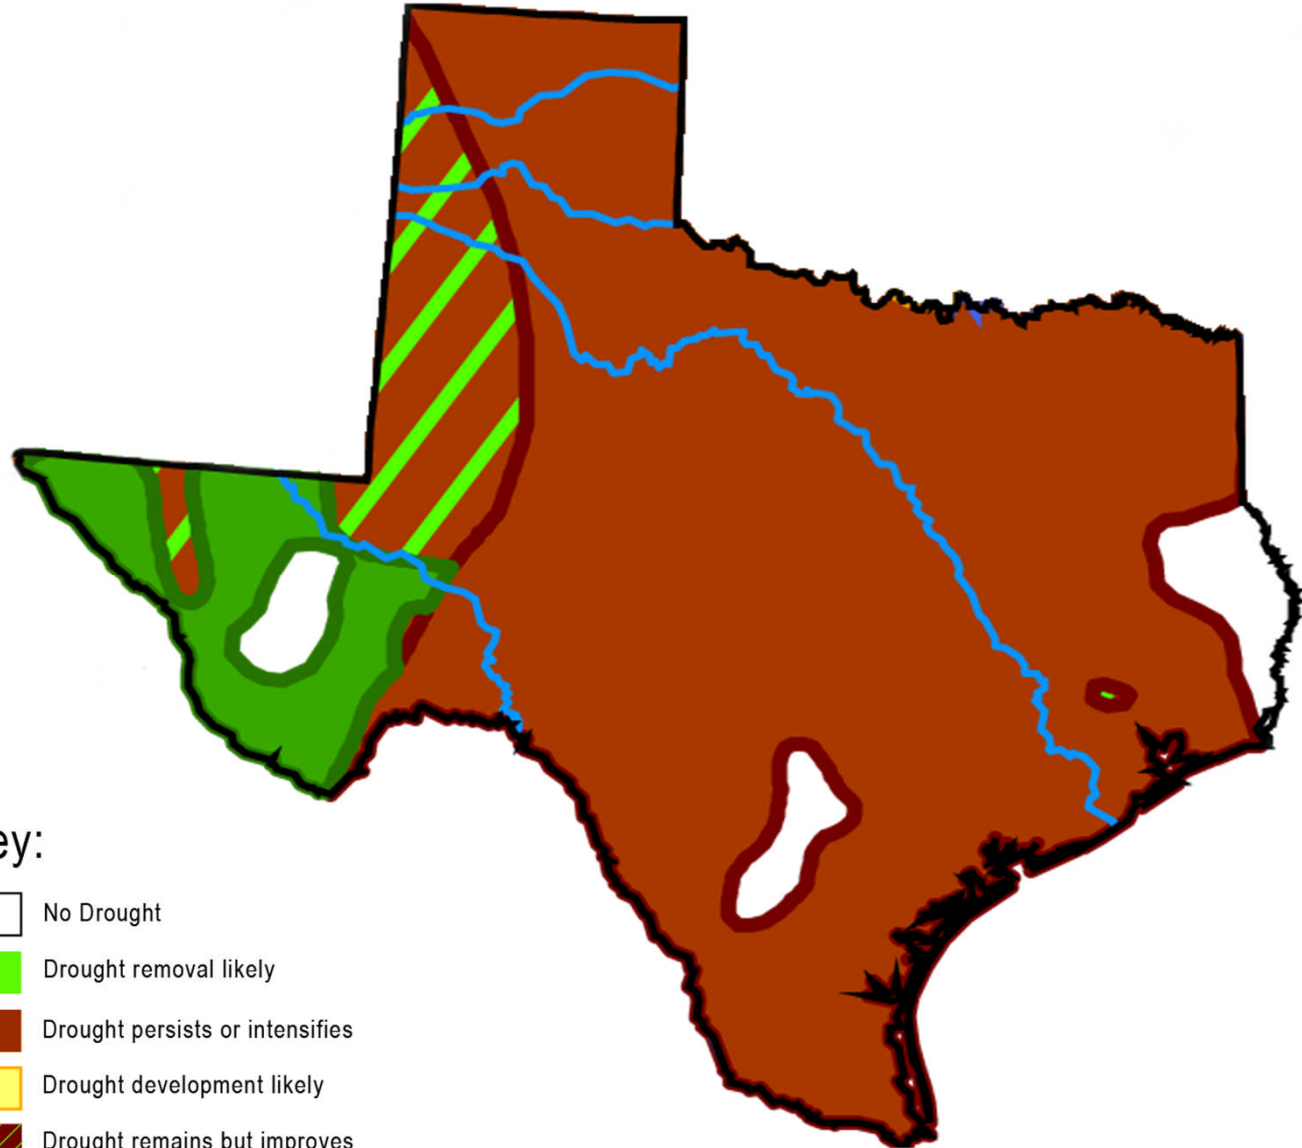 ey:
No Drought
Drought removal likely
Drought persists or intensifies
Drought development likely
Drought remains but improves